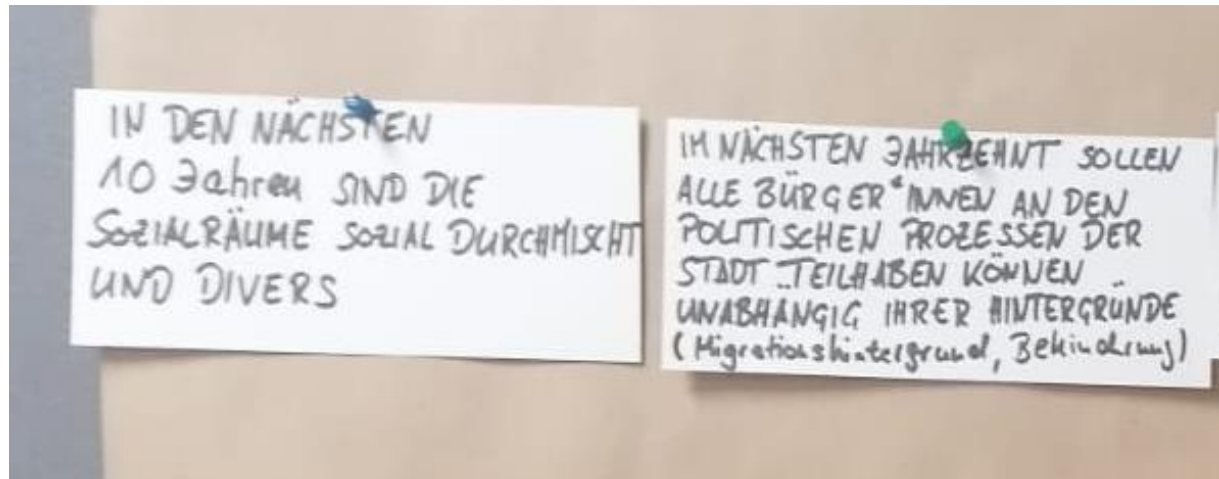 IN DEN NÄCHSTEN
10 Jahren SIND DIE
SOZIALRÄUME SOZIAL DURCHMISCHT
UND DIVERS
IM NÄCHSTEN JAHRZEHNT SOLLEN
ALLE BÜRGER*INNEN AN DEN
POLITISCHEN PROZESSEN DER
STADT TEILHABEN KÖNNEN
UNABHÄNGIG IHRER HINTERGRÜNDE
(Migrationshintergrund, Behinderung)